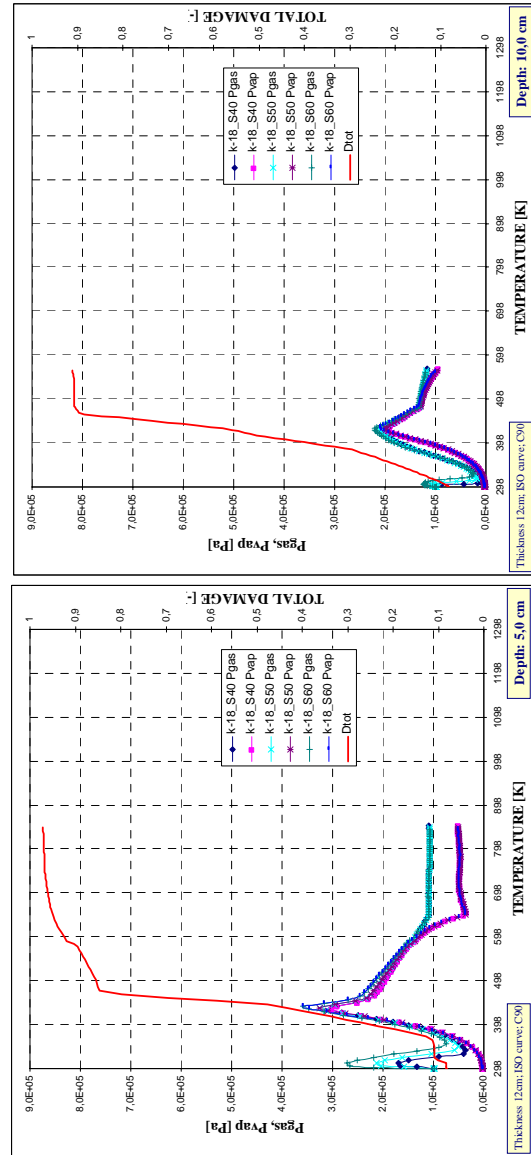 TOTAL DAMAGE [-]
0 0,1 0,2 0,3 0,4 0,5 0,6 0,7 0,8 0,9 1
9,0E+05
8,0E+05
7,0E+05
6,0E+05
5,0E+05
4,0E+05
3,0E+05
2,0E+05
1,0E+05
0,0E+00
Pgas, Pvap [Pa]
k-18_S40 Pgas
k-18_S40 Pvap
k-18_S50 Pgas
k-18_S50 Pvap
k-18_S60 Pgas
k-18_S60 Pvap
Dtot
298 398 498 598 698 798 898 998 1098 1198 1298
TEMPERATURE [K]
Thickness 12cm; ISO curve; C90
Depth: 5,0 cm
TOTAL DAMAGE [-]
0 0,1 0,2 0,3 0,4 0,5 0,6 0,7 0,8 0,9 1
9,0E+05
8,0E+05
7,0E+05
6,0E+05
5,0E+05
4,0E+05
3,0E+05
2,0E+05
1,0E+05
0,0E+00
Pgas, Pvap [Pa]
k-18_S40 Pgas
k-18_S40 Pvap
k-18_S50 Pgas
k-18_S50 Pvap
k-18_S60 Pgas
k-18_S60 Pvap
Dtot
298 398 498 598 698 798 898 998 1098 1198 1298
TEMPERATURE [K]
Thickness 12cm; ISO curve; C90
Depth: 10,0 cm